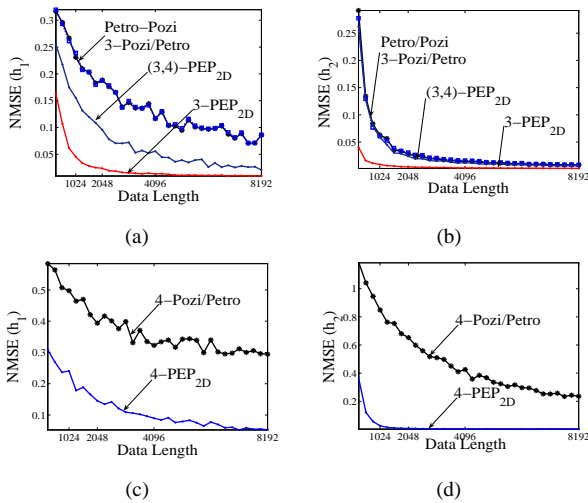 0.3
0.25
0.2
0.15
0.1
0.05
NMSE (h1)
Petro−Pozi
3−Pozi/Petro
(3,4)−PEP2D
3−PEP2D
1024 2048 4096 8192
Data Length
(a)
0.25
0.2
0.15
0.1
0.05
NMSE (h2)
Petro/Pozi
3−Pozi/Petro
(3,4)−PEP2D
3−PEP2D
1024 2048 4096 8192
Data Length
(b)
0.5
0.4
0.3
0.2
0.1
NMSE (h1)
4−Pozi/Petro
4−PEP2D
1024 2048 4096 8192
Data Length
(c)
1
0.8
0.6
0.4
0.2
NMSE (h2)
4−Pozi/Petro
4−PEP2D
1024 2048 4096 8192
Data Length
(d)